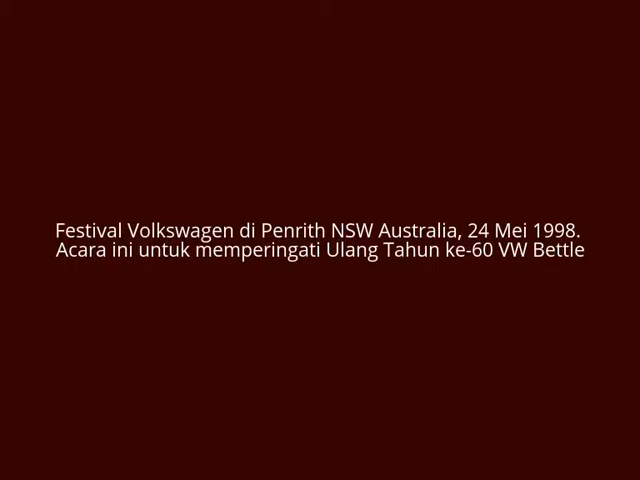 Festival Volkswagen di Penrith NSW Australia, 24 Mei 1998.
Acara ini untuk memperingati Ulang Tahun ke-60 VW Bettle